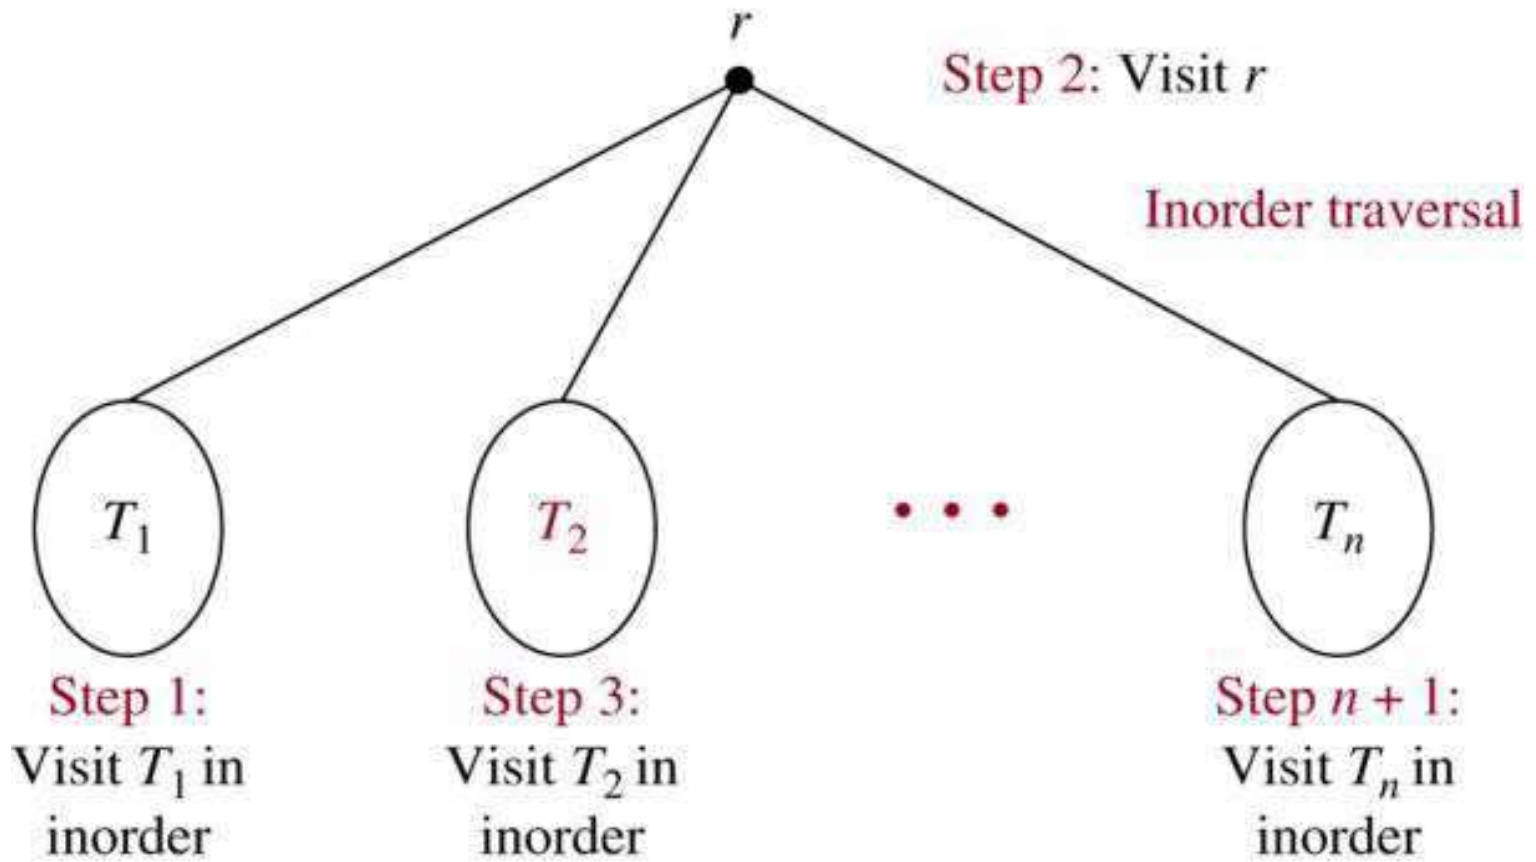 r
Step 2: Visit r
Inorder traversal
T₁
T₂
• • •
Tₙ
Step 1:
Visit T₁ in
inorder
Step 3:
Visit T₂ in
inorder
Step n + 1:
Visit Tₙ in
inorder